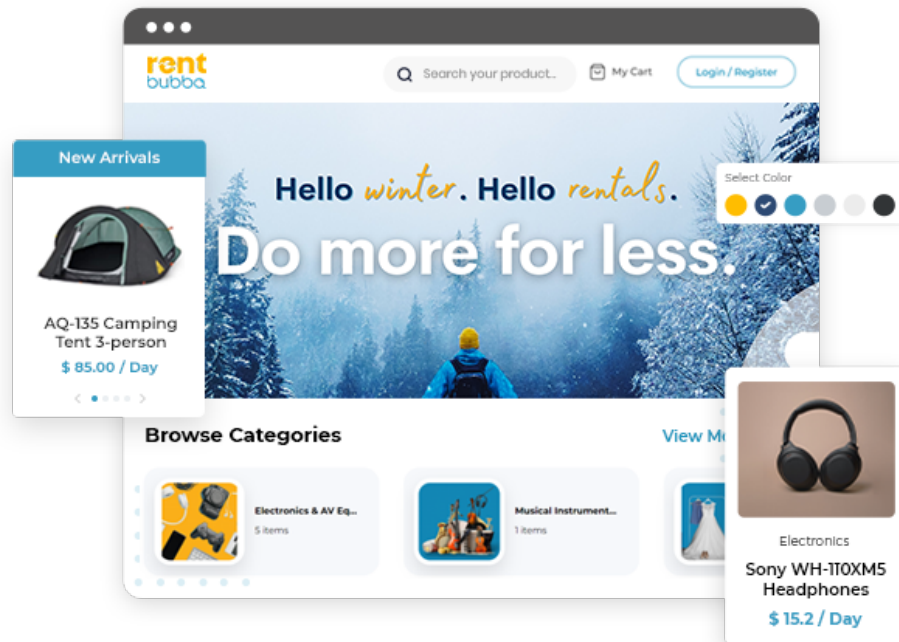 rent
bubba
Search your product..
My Cart
Login / Register
New Arrivals
AQ-135 Camping
Tent 3-person
$ 85.00 / Day
Hello winter. Hello rentals.
Do more for less.
Select Color
Browse Categories
View Mo
Electronics & AV Eq...
5 items
Musical Instrument...
1 items
Electronics
Sony WH-110XM5
Headphones
$ 15.2 / Day